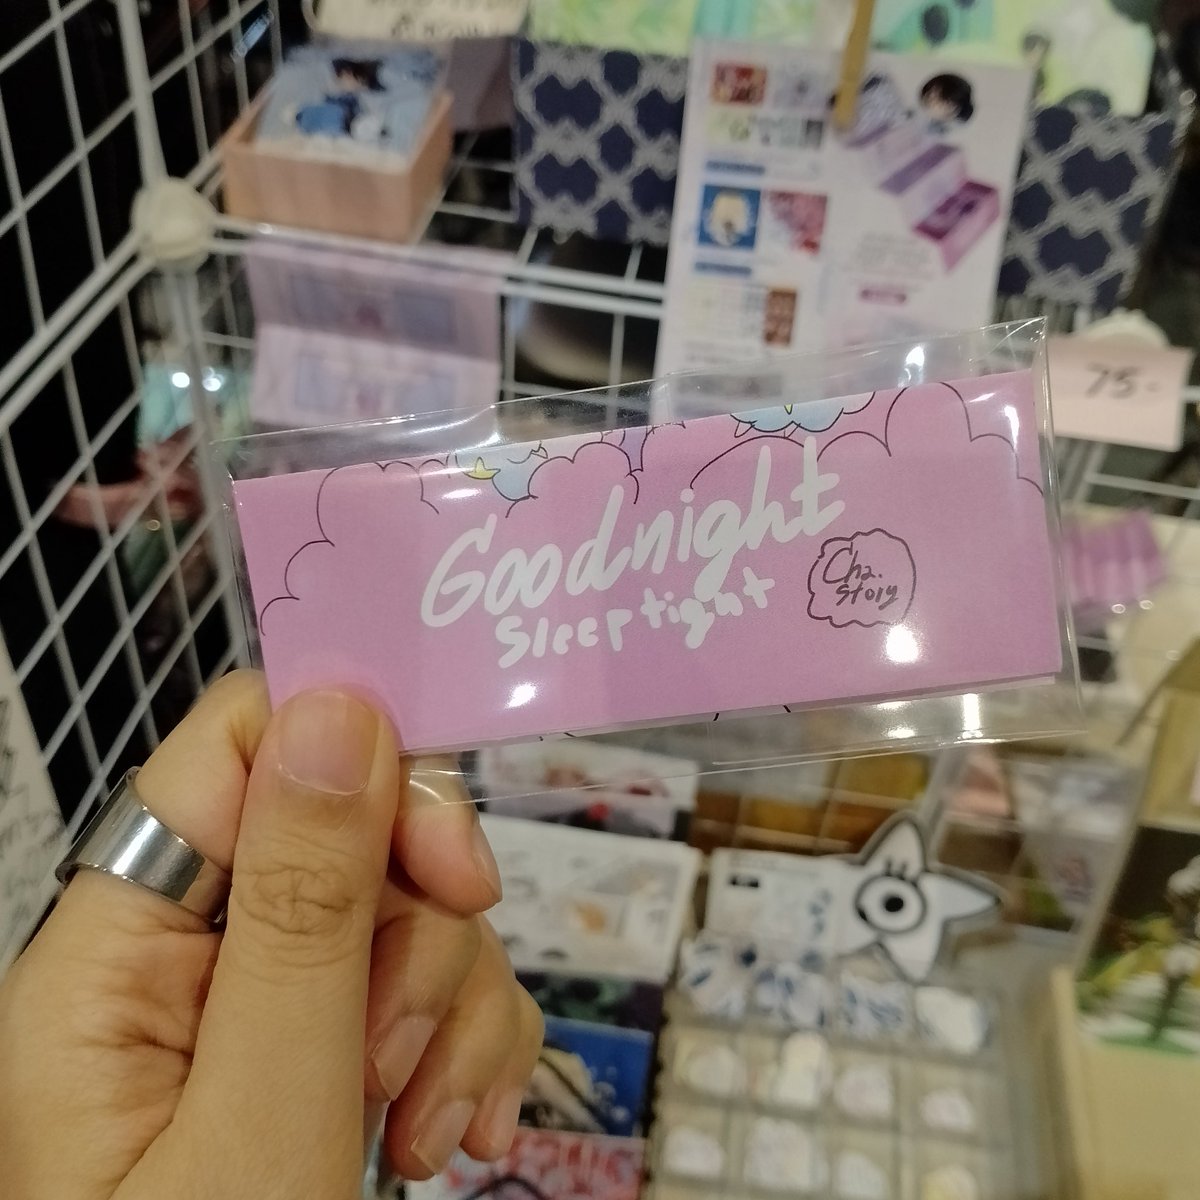 75-
Goodnight
Sleep tight
Cha.
Story